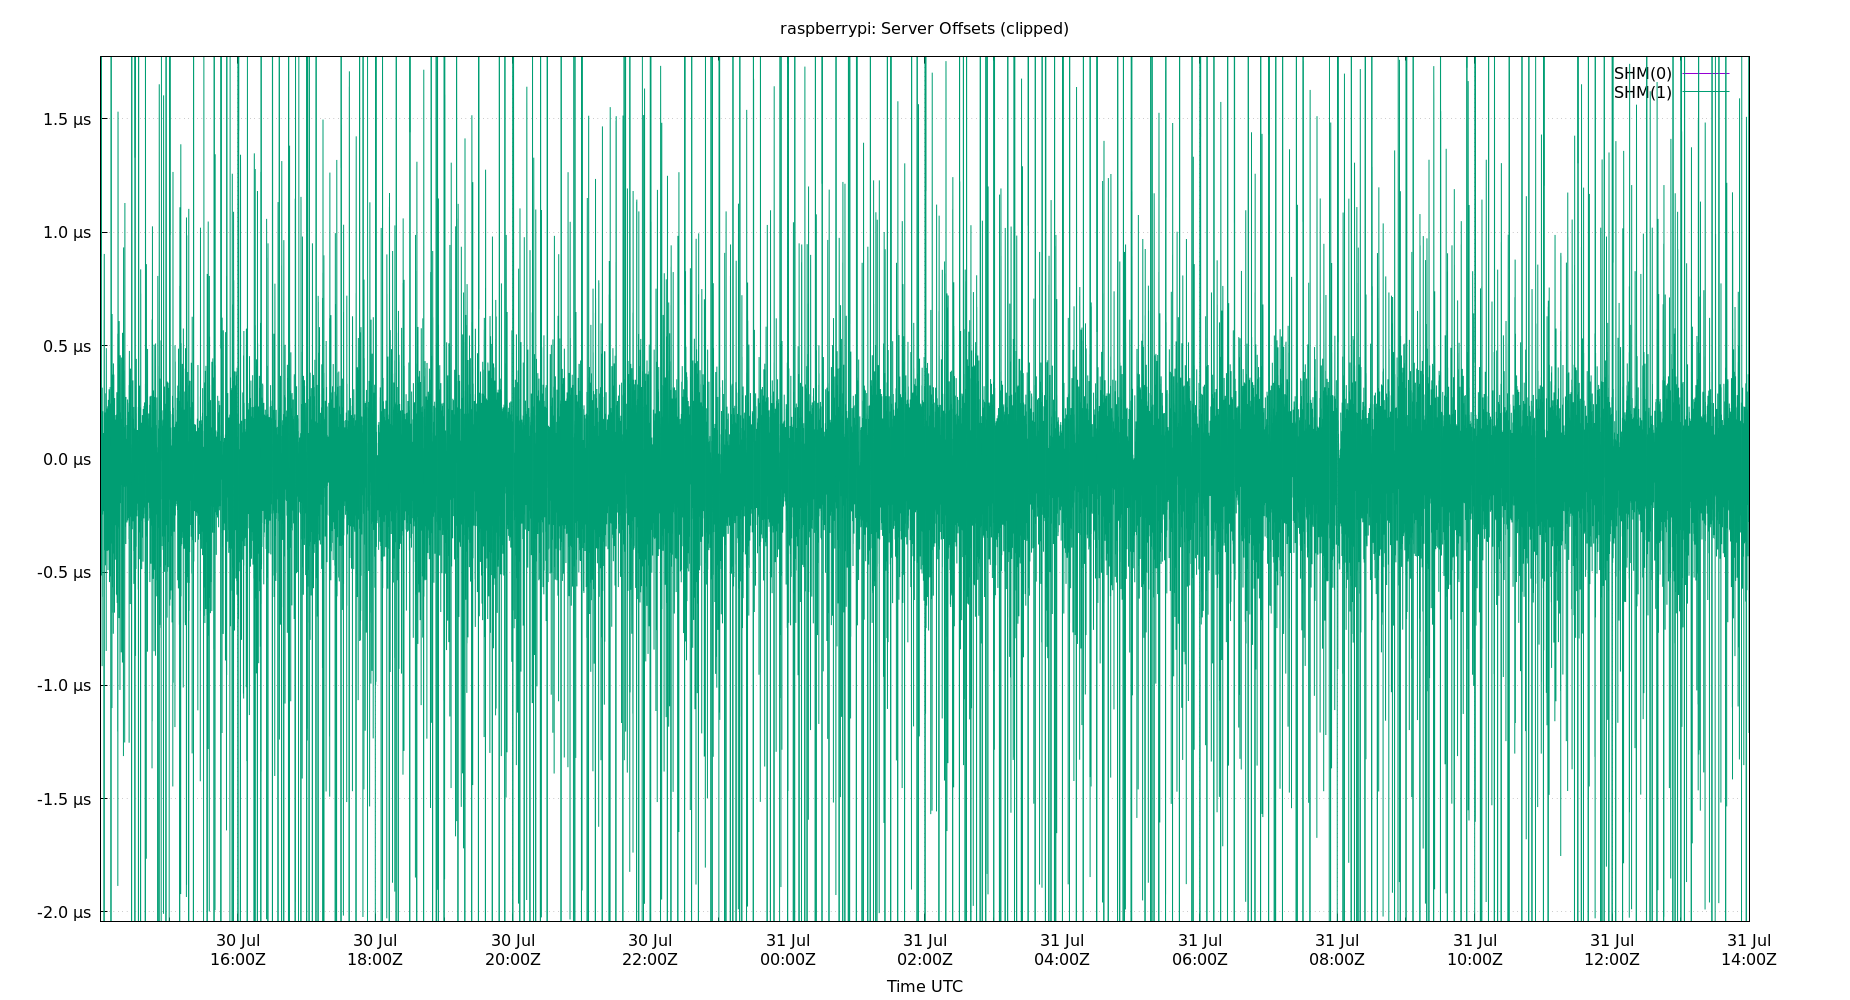 raspberrypi: Server Offsets (clipped)
SHM(0)
SHM(1)
1.5 µs
1.0 µs
0.5 µs
0.0 µs
-0.5 µs
-1.0 µs
-1.5 µs
-2.0 µs
30 Jul 30 Jul 30 Jul 30 Jul 31 Jul 31 Jul 31 Jul 31 Jul 31 Jul 31 Jul 31 Jul 31 Jul
16:00Z 18:00Z 20:00Z 22:00Z 00:00Z 02:00Z 04:00Z 06:00Z 08:00Z 10:00Z 12:00Z 14:00Z
Time UTC